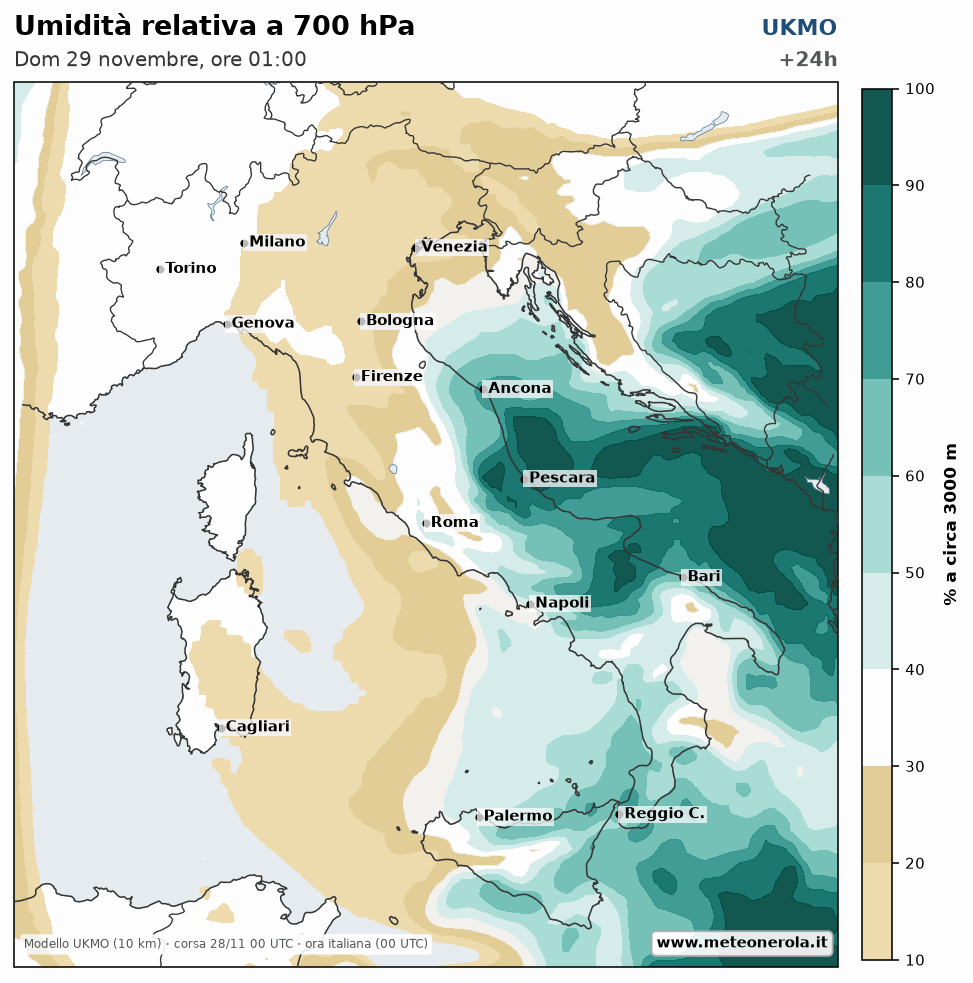 Umidità relativa a 700 hPa
UKMO
Dom 29 novembre, ore 01:00
+24h
100
90
80
70
60
50
40
30
20
10
% a circa 3000 m
Milano
Venezia
Torino
Genova
Bologna
Firenze
Ancona
Pescara
Roma
Bari
Napoli
Cagliari
Palermo
Reggio C.
Modello UKMO (10 km) · corsa 28/11 00 UTC · ora italiana (00 UTC)
www.meteonerola.it